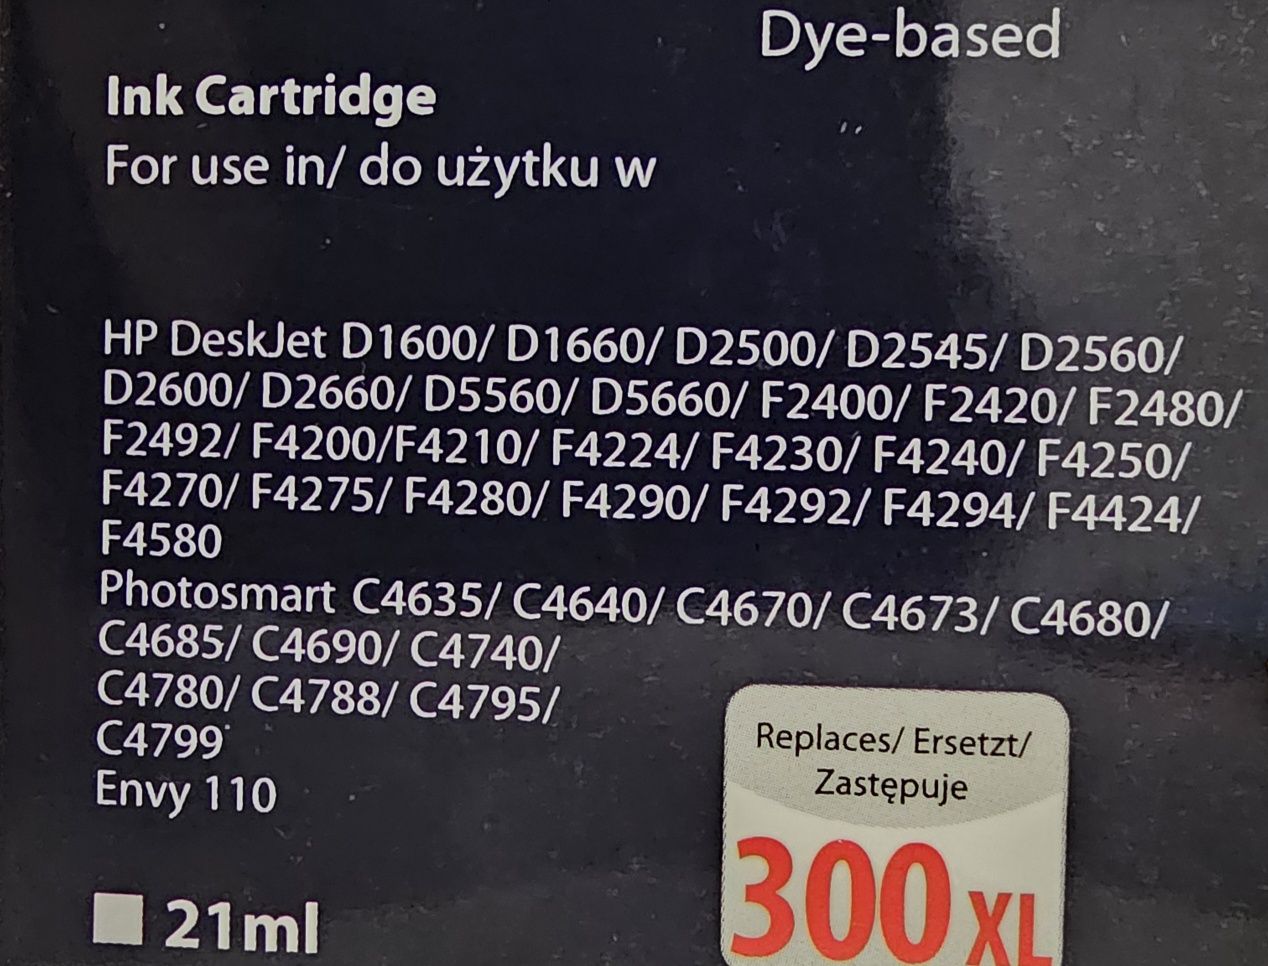 Dye-based
Ink Cartridge
For use in/ do użytku w
HP DeskJet D1600/ D1660/ D2500/ D2545/ D2560/
D2600/ D2660/ D5560/ D5660/ F2400/ F2420/ F2480/
F2492/ F4200/F4210/ F4224/ F4230/ F4240/ F4250/
F4270/ F4275/ F4280/ F4290/ F4292/ F4294/ F4424/
F4580
Photosmart C4635/ C4640/ C4670/ C4673/ C4680/
C4685/ C4690/ C4740/
C4780/ C4788/ C4795/
C4799
Envy 110
Replaces/ Ersetzt/
Zastępuje
300 XL
21ml